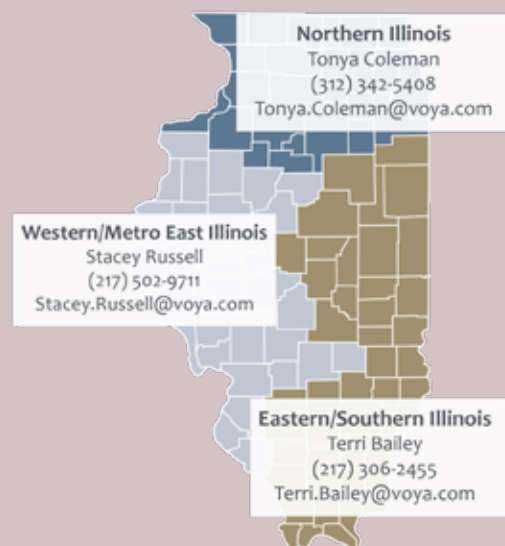 Northern Illinois
Tonya Coleman
(312) 342-5408
Tonya.Coleman@voya.com
Western/Metro East Illinois
Stacey Russell
(217) 502-9711
Stacey.Russell@voya.com
Eastern/Southern Illinois
Terri Bailey
(217) 306-2455
Terri.Bailey@voya.com